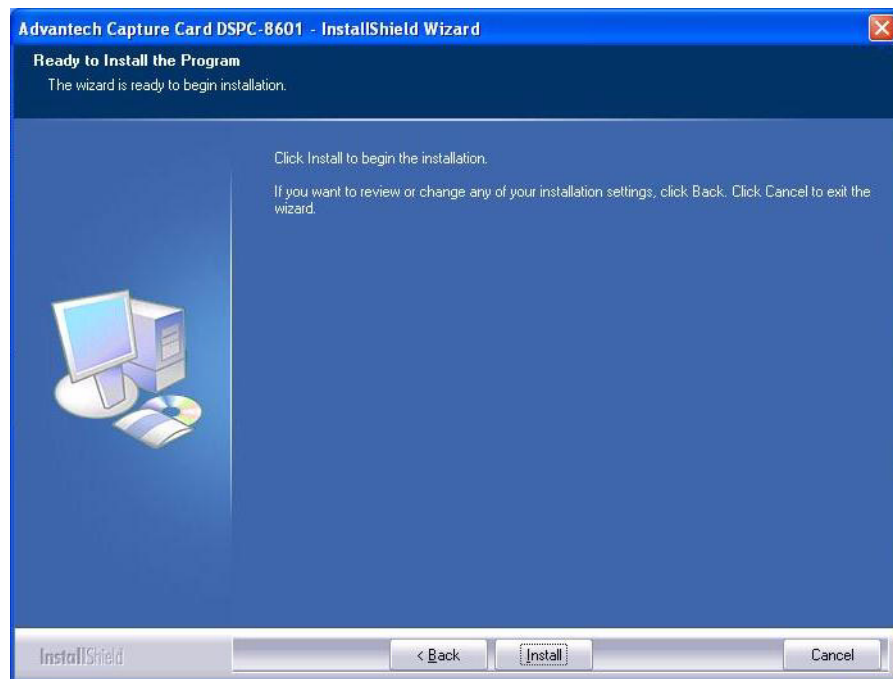 Advantech Capture Card DSPC-8601 - InstallShield Wizard
Ready to Install the Program
The wizard is ready to begin installation.
Click Install to begin the installation.
If you want to review or change any of your installation settings, click Back. Click Cancel to exit the
wizard.
InstallShield
< Back
Install
Cancel